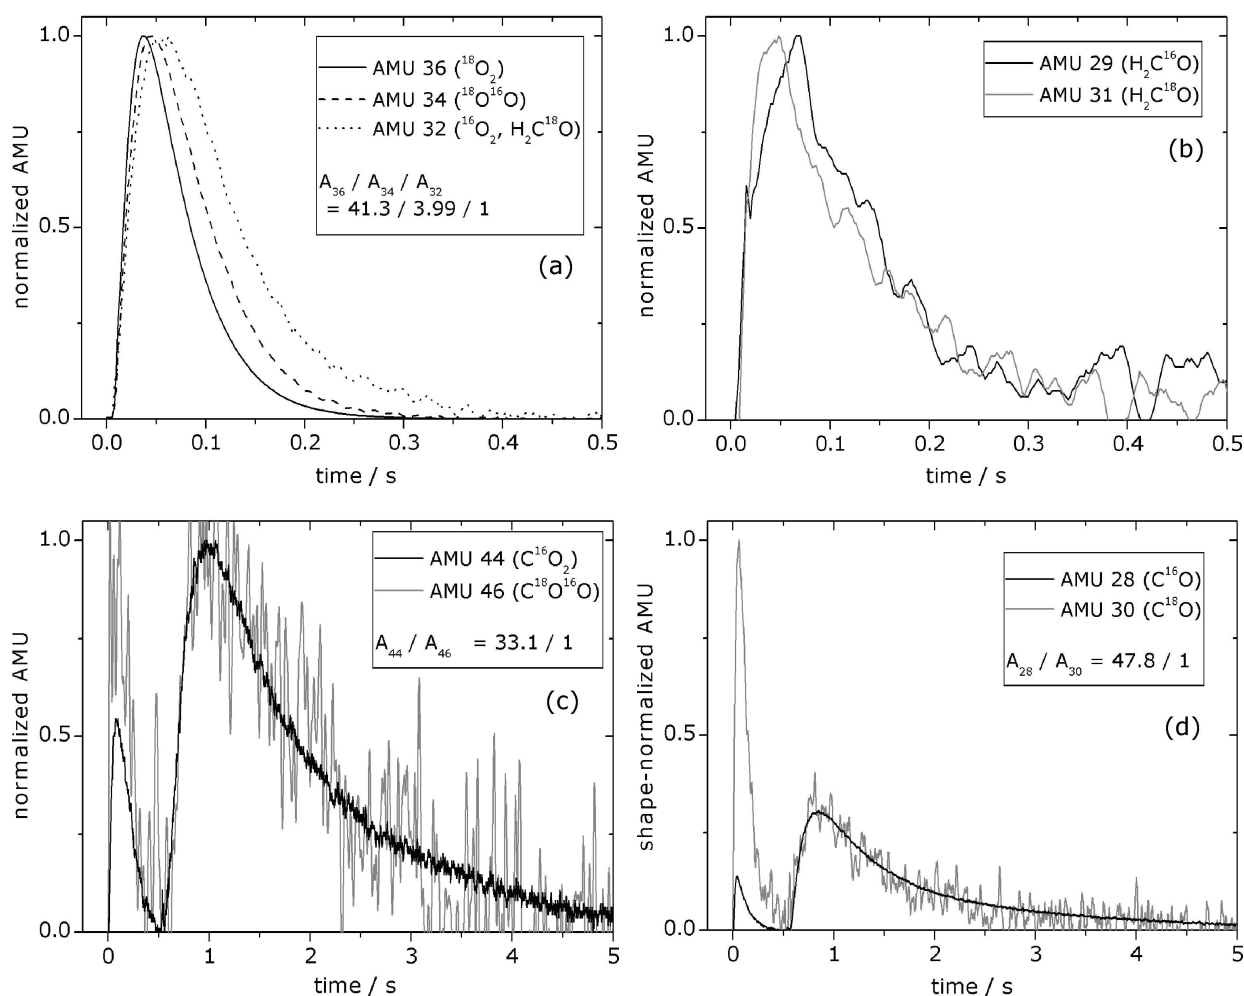 normalized AMU
1.0
0.5
0.0
AMU 36 (¹⁸O₂)
AMU 34 (¹⁸O¹⁶O)
AMU 32 (¹⁶O₂, H₂C¹⁸O)
A₃₆ / A₃₄ / A₃₂
= 41.3 / 3.99 / 1
(a)
0.0 0.1 0.2 0.3 0.4 0.5
time / s
normalized AMU
1.0
0.5
0.0
AMU 29 (H₂C¹⁶O)
AMU 31 (H₂C¹⁸O)
(b)
0.0 0.1 0.2 0.3 0.4 0.5
time / s
normalized AMU
1.0
0.5
0.0
AMU 44 (C¹⁶O₂)
AMU 46 (C¹⁸O¹⁶O)
A₄₄ / A₄₆ = 33.1 / 1
(c)
0 1 2 3 4 5
time / s
shape-normalized AMU
1.0
0.5
0.0
AMU 28 (C¹⁶O)
AMU 30 (C¹⁸O)
A₂₈ / A₃₀ = 47.8 / 1
(d)
0 1 2 3 4 5
time / s